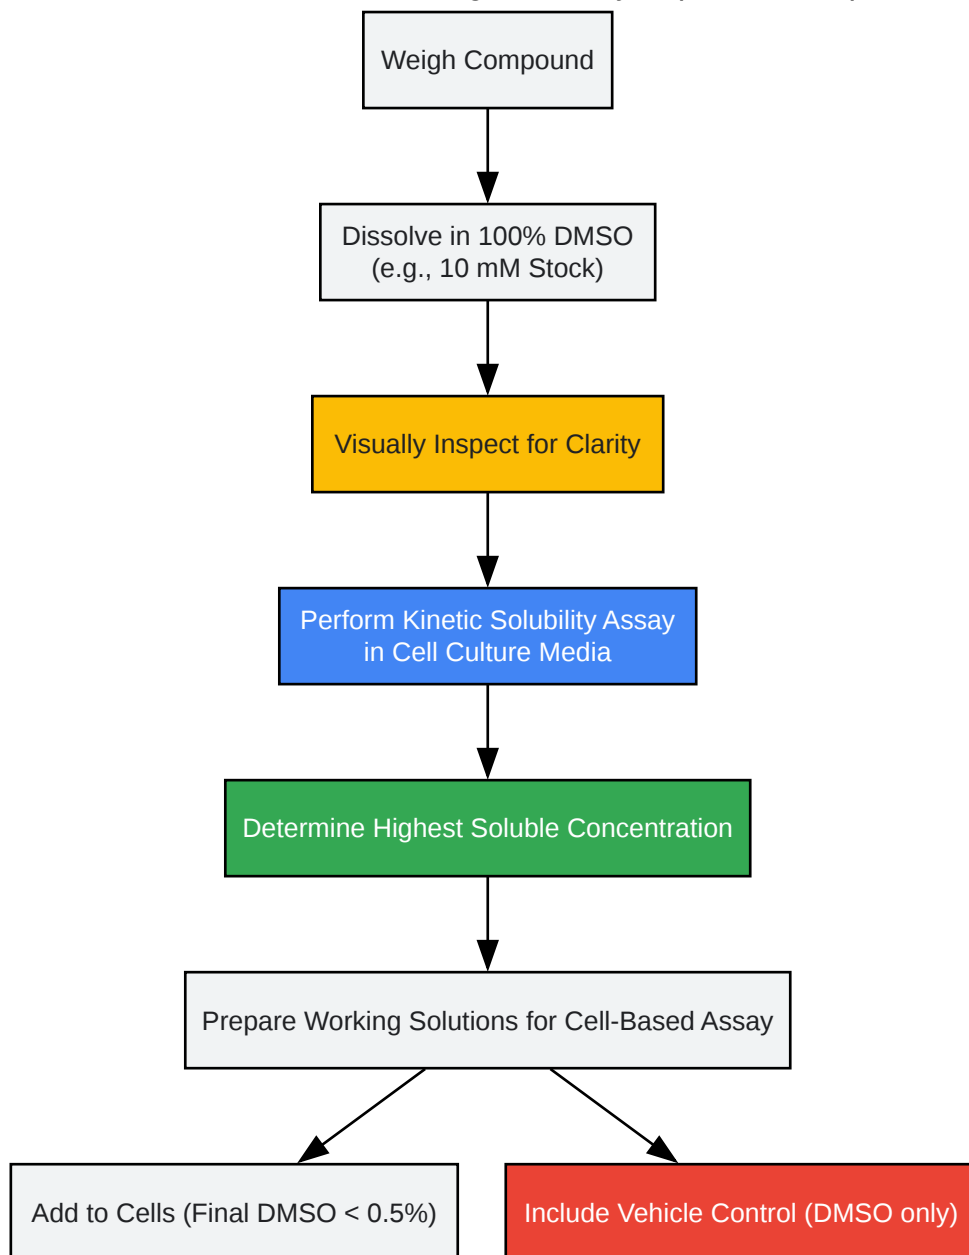 Weigh Compound
Dissolve in 100% DMSO
(e.g., 10 mM Stock)
Visually Inspect for Clarity
Perform Kinetic Solubility Assay
in Cell Culture Media
Determine Highest Soluble Concentration
Prepare Working Solutions for Cell-Based Assay
Add to Cells (Final DMSO < 0.5%)
Include Vehicle Control (DMSO only)